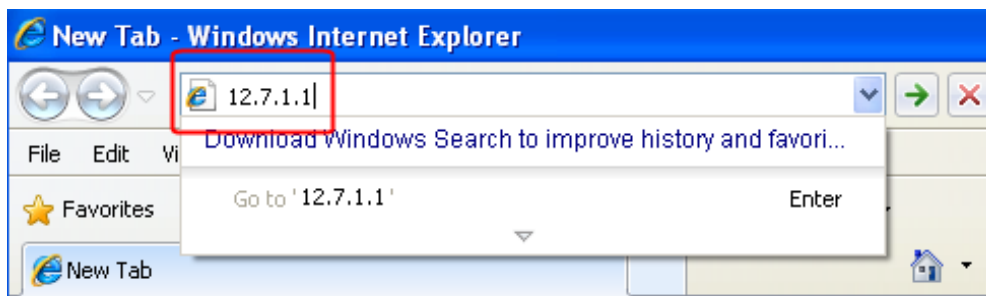 New Tab - Windows Internet Explorer
12.7.1.1
Download Windows Search to improve history and favori...
File Edit Vi
Go to '12.7.1.1' Enter
Favorites
New Tab